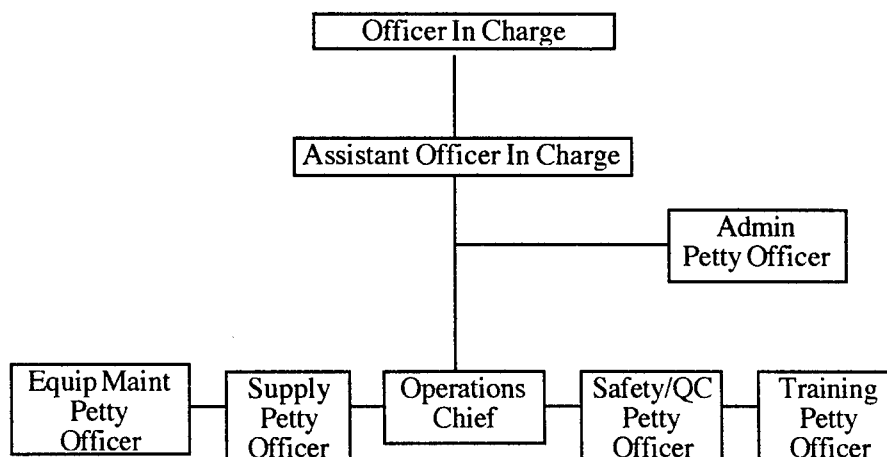 Officer In Charge
Assistant Officer In Charge
Admin
Petty Officer
Equip Maint
Petty
Officer
Supply
Petty
Officer
Operations
Chief
Safety/QC
Petty
Officer
Training
Petty
Officer